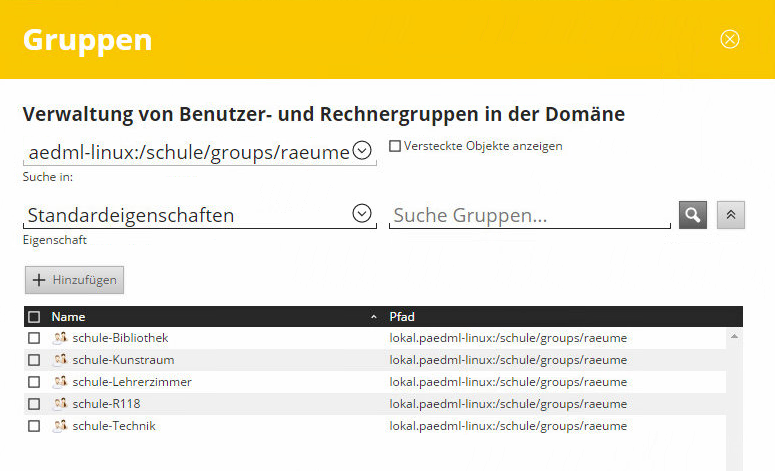 Gruppen
Verwaltung von Benutzer- und Rechnergruppen in der Domäne
aedml-linux:/schule/groups/raeume
Versteckte Objekte anzeigen
Suche in:
Standardeigenschaften
Suche Gruppen...
Eigenschaft
+ Hinzufügen
Name Pfad
schule-Bibliothek lokal.paedml-linux:/schule/groups/raeume
schule-Kunstraum lokal.paedml-linux:/schule/groups/raeume
schule-Lehrerzimmer lokal.paedml-linux:/schule/groups/raeume
schule-R118 lokal.paedml-linux:/schule/groups/raeume
schule-Technik lokal.paedml-linux:/schule/groups/raeume